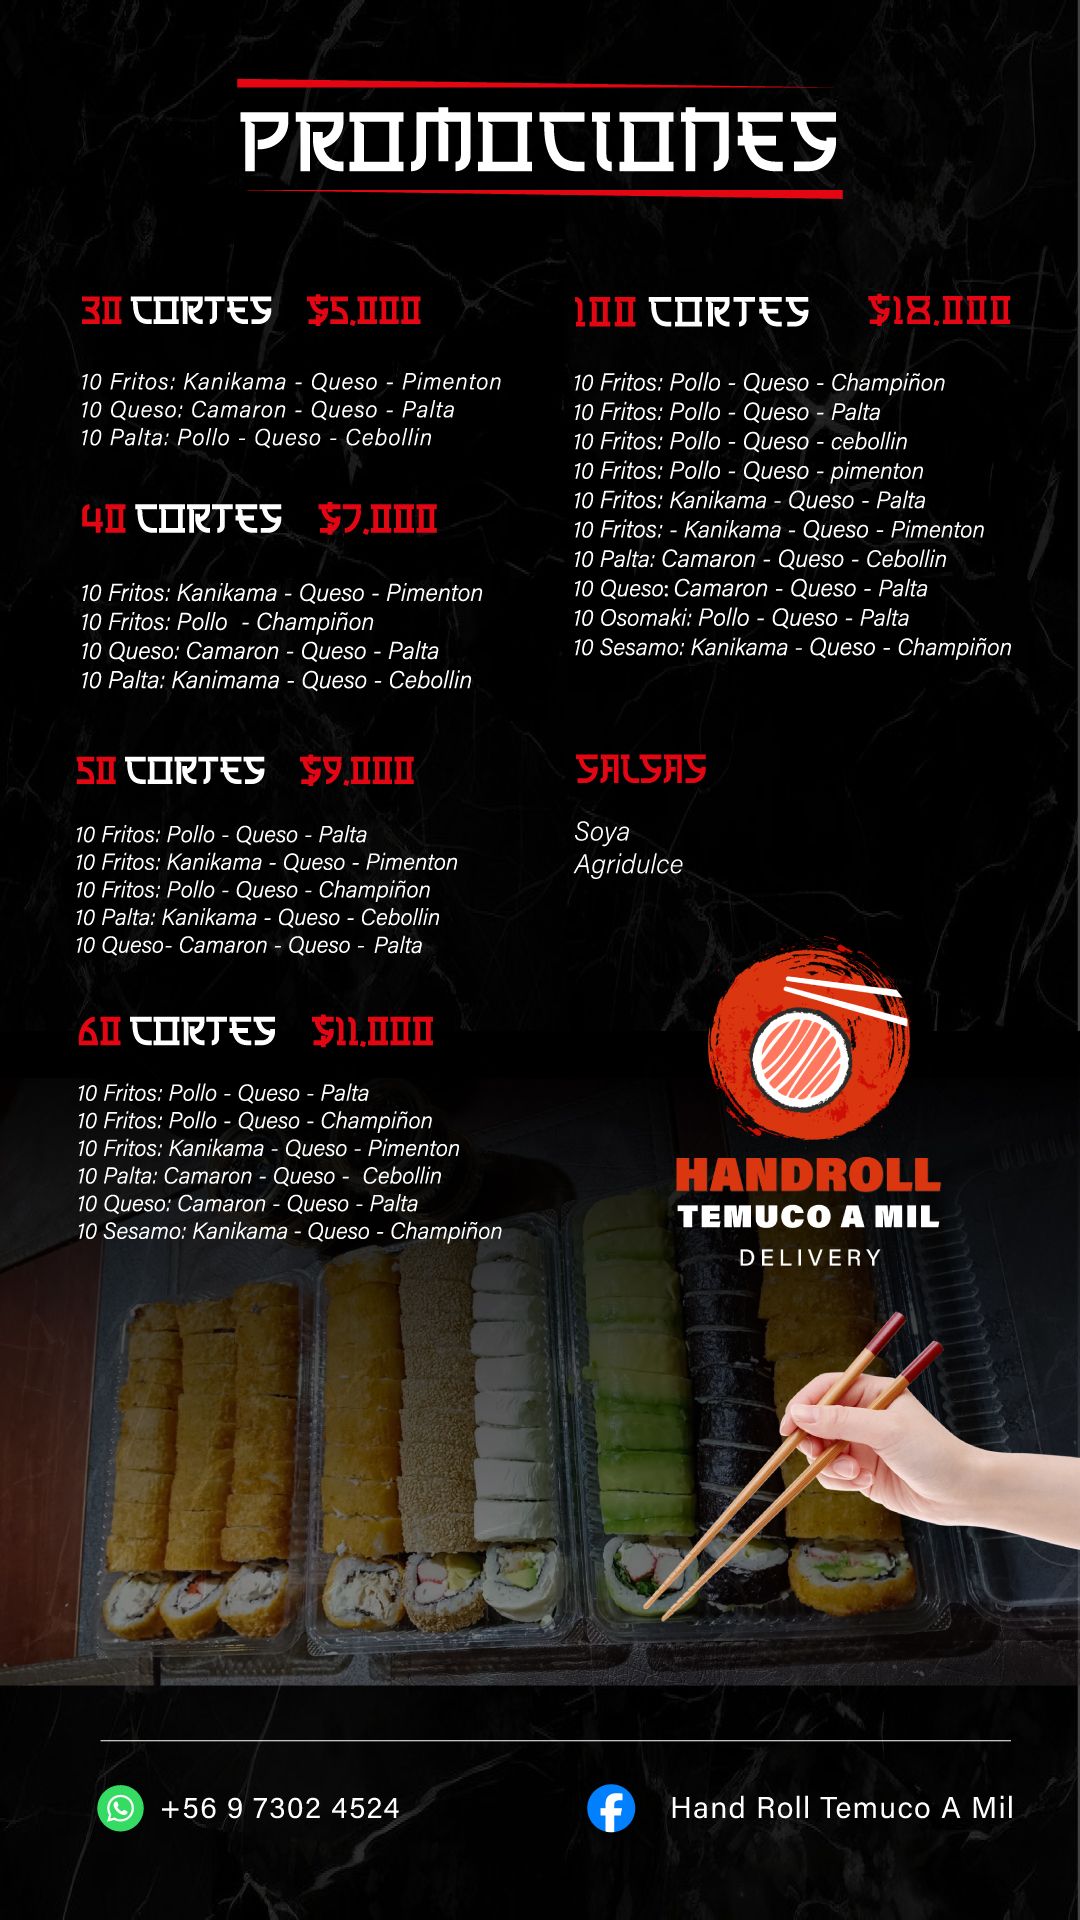 PROMOCIONES
30 CORTES $5.000
10 Fritos: Kanikama - Queso - Pimenton
10 Queso: Camaron - Queso - Palta
10 Palta: Pollo - Queso - Cebollin
40 CORTES $7.000
10 Fritos: Kanikama - Queso - Pimenton
10 Fritos: Pollo - Champiñon
10 Queso: Camaron - Queso - Palta
10 Palta: Kanimama - Queso - Cebollin
50 CORTES $9.000
10 Fritos: Pollo - Queso - Palta
10 Fritos: Kanikama - Queso - Pimenton
10 Fritos: Pollo - Queso - Champiñon
10 Palta: Kanikama - Queso - Cebollin
10 Queso- Camaron - Queso - Palta
60 CORTES $11.000
10 Fritos: Pollo - Queso - Palta
10 Fritos: Pollo - Queso - Champiñon
10 Fritos: Kanikama - Queso - Pimenton
10 Palta: Camaron - Queso - Cebollin
10 Queso: Camaron - Queso - Palta
10 Sesamo: Kanikama - Queso - Champiñon
100 CORTES $18.000
10 Fritos: Pollo - Queso - Champiñon
10 Fritos: Pollo - Queso - Palta
10 Fritos: Pollo - Queso - cebollin
10 Fritos: Pollo - Queso - pimenton
10 Fritos: Kanikama - Queso - Palta
10 Fritos: - Kanikama - Queso - Pimenton
10 Palta: Camaron - Queso - Cebollin
10 Queso: Camaron - Queso - Palta
10 Osomaki: Pollo - Queso - Palta
10 Sesamo: Kanikama - Queso - Champiñon
SALSAS
Soya
Agridulce
HANDROLL
TEMUCO A MIL
DELIVERY
+56 9 7302 4524
Hand Roll Temuco A Mil